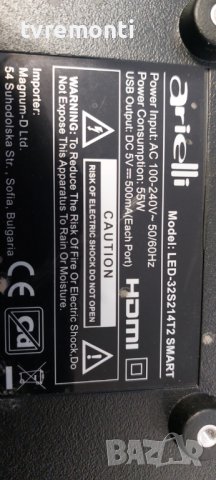 tvremonti
arielli
Model: LED-32S214T2 SMART
Power Input: AC 100-240V~ 50/60Hz
Power Consumption: 55W
USB Output: DC 5V⎓500mA(Each Port)
CAUTION
RISK OF ELECTRIC SHOCK DO NOT OPEN
HDMI
WARNING: To Reduce The Risk of Fire or Electric Shock,Do
Not Expose This Apparatus To Rain Or Moisture.
Importer:
Magnum-D Ltd.
54 Suhodolska Str., Sofia, Bulgaria
CE
BAZAR.bg